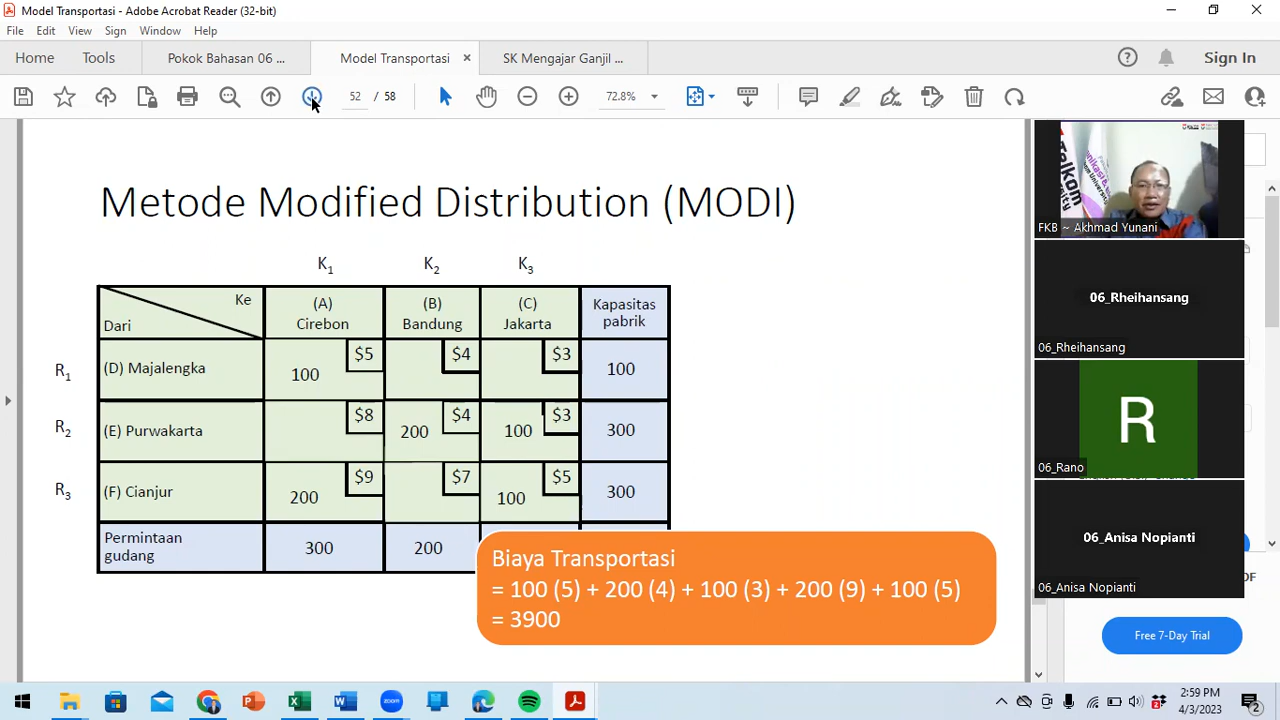 Model Transportasi - Adobe Acrobat Reader (32-bit)
File Edit View Sign Window Help
Home Tools Pokok Bahasan 06 ... Model Transportasi × SK Mengajar Ganjil ... Sign In
52 / 58 72.8%
Metode Modified Distribution (MODI)
K1 K2 K3
Ke
Dari
(A) Cirebon
(B) Bandung
(C) Jakarta
Kapasitas pabrik
R1 (D) Majalengka 100 $5 $4 $3 100
R2 (E) Purwakarta $8 200 $4 100 $3 300
R3 (F) Cianjur 200 $9 $7 100 $5 300
Permintaan gudang 300 200
Biaya Transportasi
= 100 (5) + 200 (4) + 100 (3) + 200 (9) + 100 (5)
= 3900
FKB ~ Akhmad Yunani
06_Rheihansang
06_Rheihansang
R
06_Rano
06_Anisa Nopianti
06_Anisa Nopianti
DF
Free 7-Day Trial
zoom
2:59 PM
4/3/2023
2